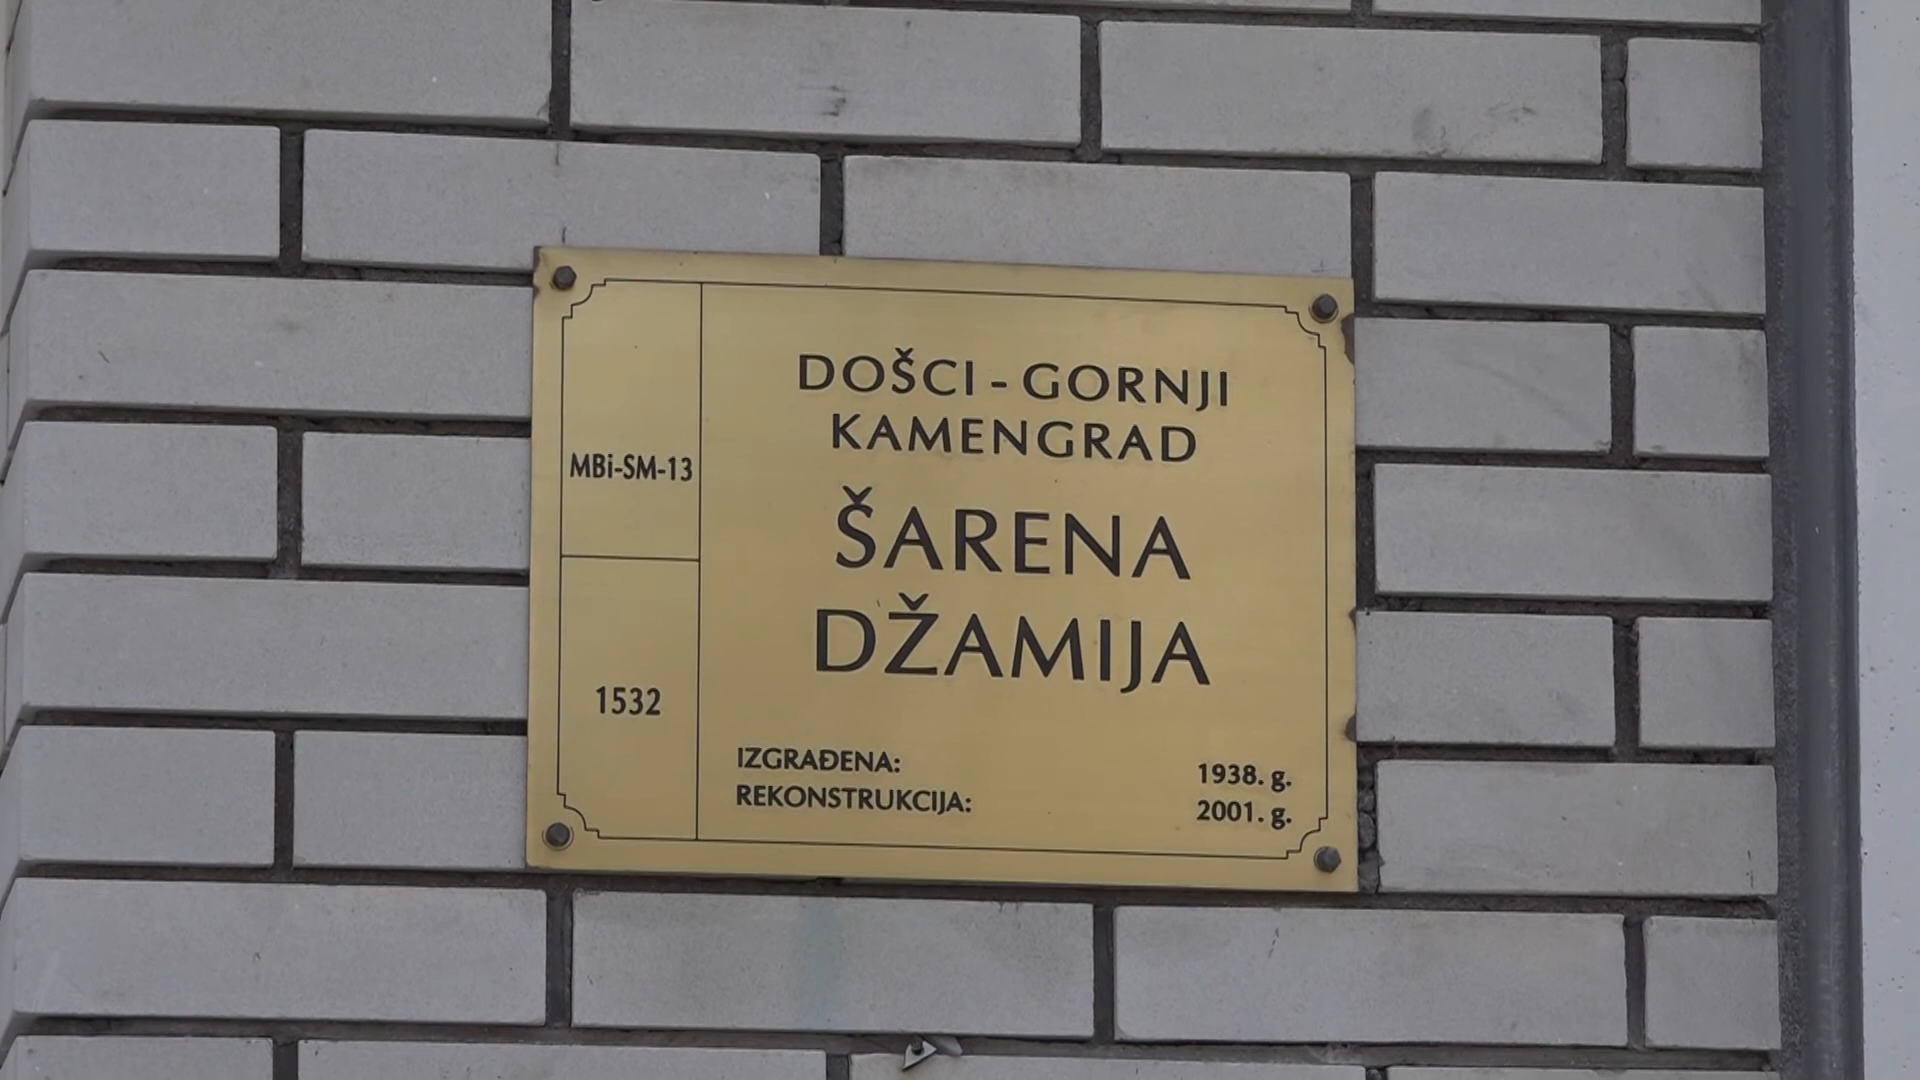 DOŠCI - GORNJI
KAMENGRAD
MBi-SM-13
ŠARENA
DŽAMIJA
1532
IZGRAĐENA: 1938. g.
REKONSTRUKCIJA: 2001. g.